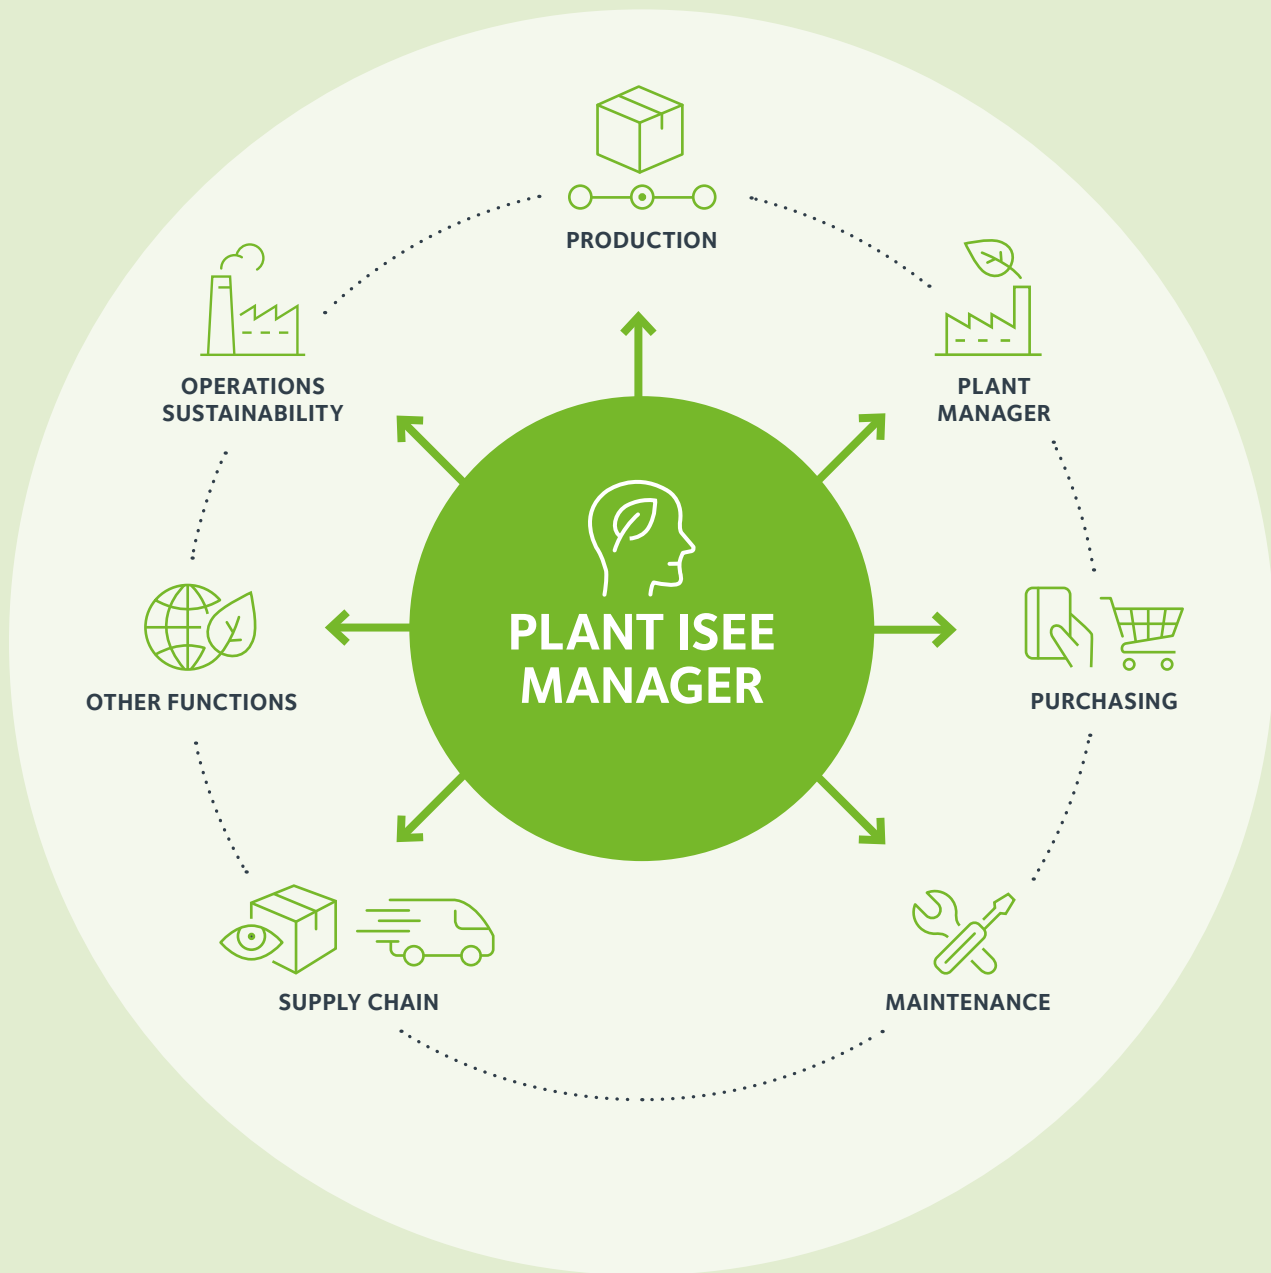 PRODUCTION
OPERATIONS
SUSTAINABILITY
PLANT
MANAGER
PLANT ISEE
MANAGER
OTHER FUNCTIONS
PURCHASING
SUPPLY CHAIN
MAINTENANCE